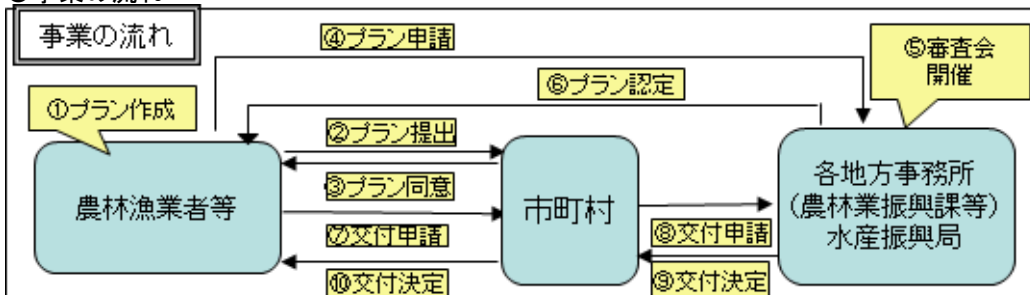 事業の流れ
④プラン申請
⑤審査会
開催
⑥プラン認定
①プラン作成
②プラン提出
③プラン同意
農林漁業者等
市町村
各地方事務所
(農林業振興課等)
水産振興局
⑦交付申請
⑧交付申請
⑩交付決定
⑨交付決定